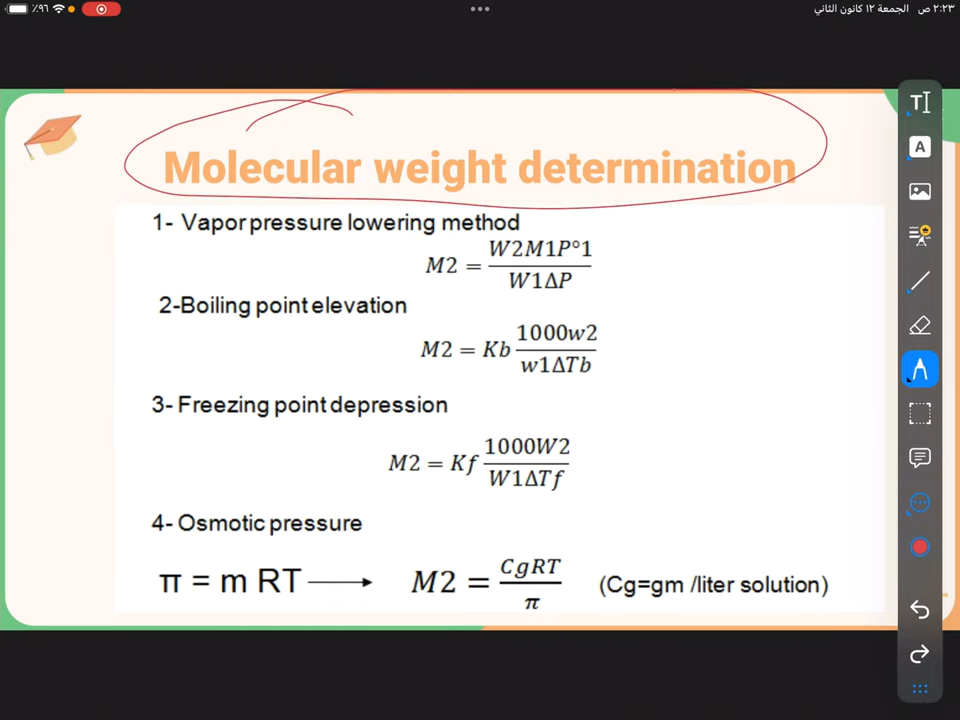 ٢:٢٣ ص الجمعة ١٢ كانون الثاني
٪٩٦
Molecular weight determination
1- Vapor pressure lowering method
M2 = W2M1P°1 / W1ΔP
2-Boiling point elevation
M2 = Kb 1000w2 / w1ΔTb
3- Freezing point depression
M2 = Kf 1000W2 / W1ΔTf
4- Osmotic pressure
π = m RT ⟶ M2 = CgRT / π (Cg=gm /liter solution)
T
A